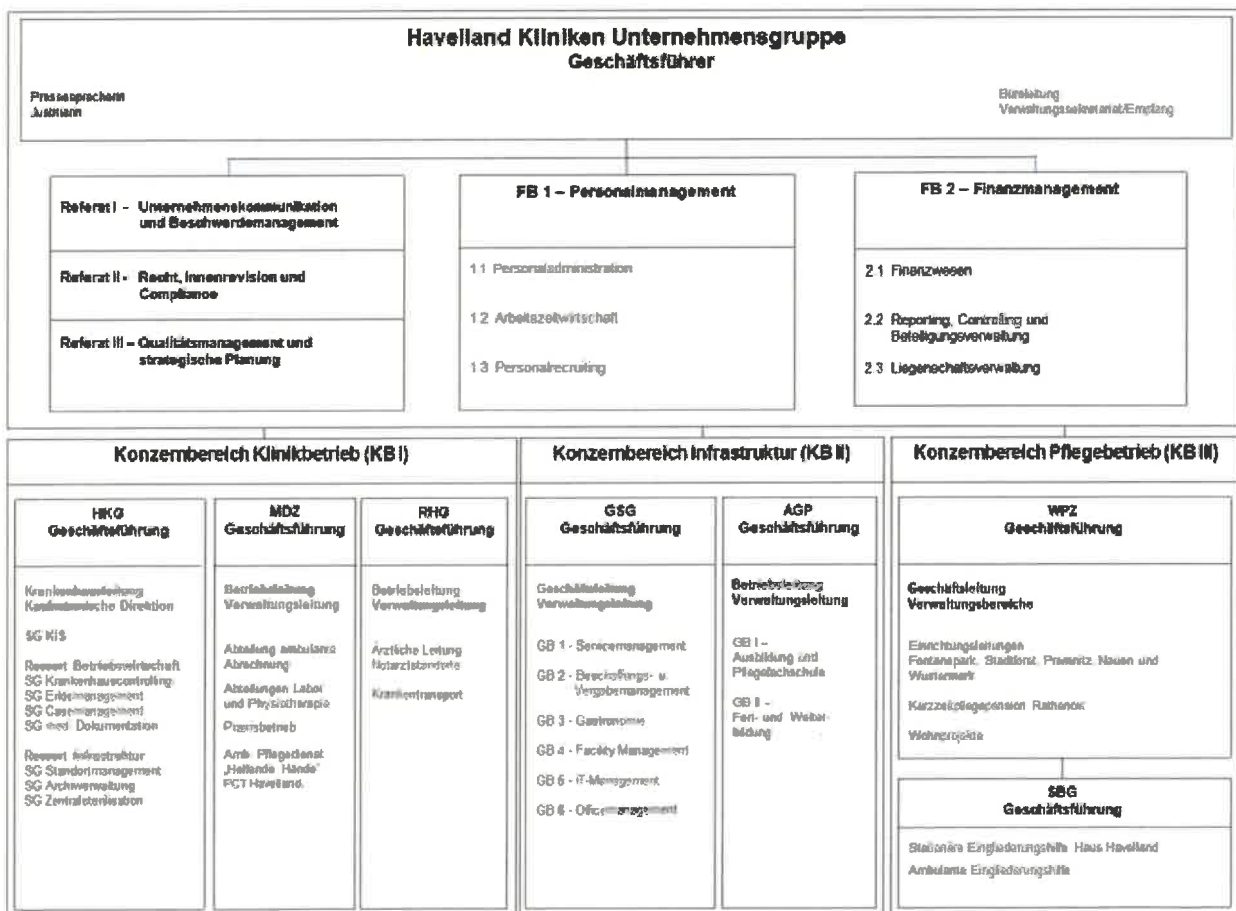 Havelland Kliniken Unternehmensgruppe
Geschäftsführer
Pressesprecherin
Justitiarin
Büroleitung
Verwaltungssekretariat/Empfang
Referat I - Unternehmenskommunikation
und Beschwerdemanagement
Referat II - Recht, Innenrevision und
Compliance
Referat III – Qualitätsmanagement und
strategische Planung
FB 1 – Personalmanagement
1.1 Personaladministration
1.2 Arbeitszeitwirtschaft
1.3 Personalrecruiting
FB 2 – Finanzmanagement
2.1 Finanzwesen
2.2 Reporting, Controlling und
Beteiligungsverwaltung
2.3 Liegenschaftsverwaltung
Konzernbereich Klinikbetrieb (KB I)
HKG
Geschäftsführung
Krankenhausleitung
Kaufmännische Direktion
SG KIS
Ressort Betriebswirtschaft
SG Krankenhauscontrolling
SG Erlösmanagement
SG Casemanagement
SG med. Dokumentation
Ressort Infrastruktur
SG Standortmanagement
SG Archivverwaltung
SG Zentralsterilisation
MDZ
Geschäftsführung
Betriebsleitung
Verwaltungsleitung
Abteilung ambulante
Abrechnung
Abteilungen Labor
und Physiotherapie
Praxisbetrieb
Amb. Pflegedienst
„Helfende Hände"
PCT Havelland
RHG
Geschäftsführung
Betriebsleitung
Verwaltungsleitung
Ärztliche Leitung
Notarztstandorte
Krankentransport
Konzernbereich Infrastruktur (KB II)
GSG
Geschäftsführung
Geschäftsleitung
Verwaltungsleitung
GB 1 - Servicemanagement
GB 2 - Beschaffungs- u.
Vergabemanagement
GB 3 - Gastronomie
GB 4 - Facility Management
GB 5 - IT-Management
GB 6 - Officemanagement
AGP
Geschäftsführung
Betriebsleitung
Verwaltungsleitung
GB I –
Ausbildung und
Pflegefachschule
GB II –
Fort- und Weiter-
bildung
Konzernbereich Pflegebetrieb (KB III)
WPZ
Geschäftsführung
Geschäftsleitung
Verwaltungsbereiche
Einrichtungsleitungen
Fontanepark, Stadtforst, Premnitz, Nauen und
Wustermark
Kurzzeitpflegepension Rathenow
Wohnprojekte
SBG
Geschäftsführung
Stationäre Eingliederungshilfe Haus Havelland
Ambulante Eingliederungshilfe